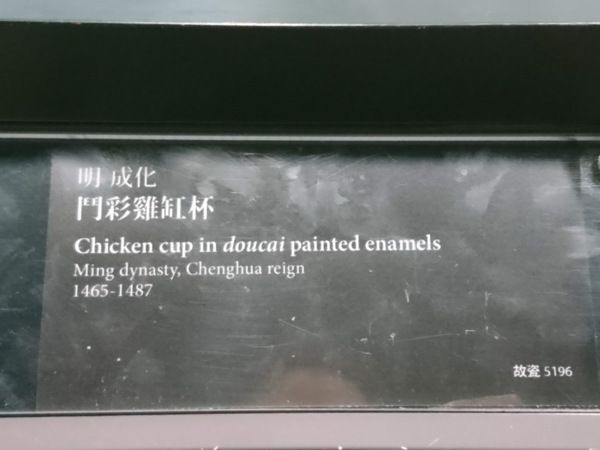 明 成化
鬥彩雞缸杯
Chicken cup in doucai painted enamels
Ming dynasty, Chenghua reign
1465-1487
故瓷 5196